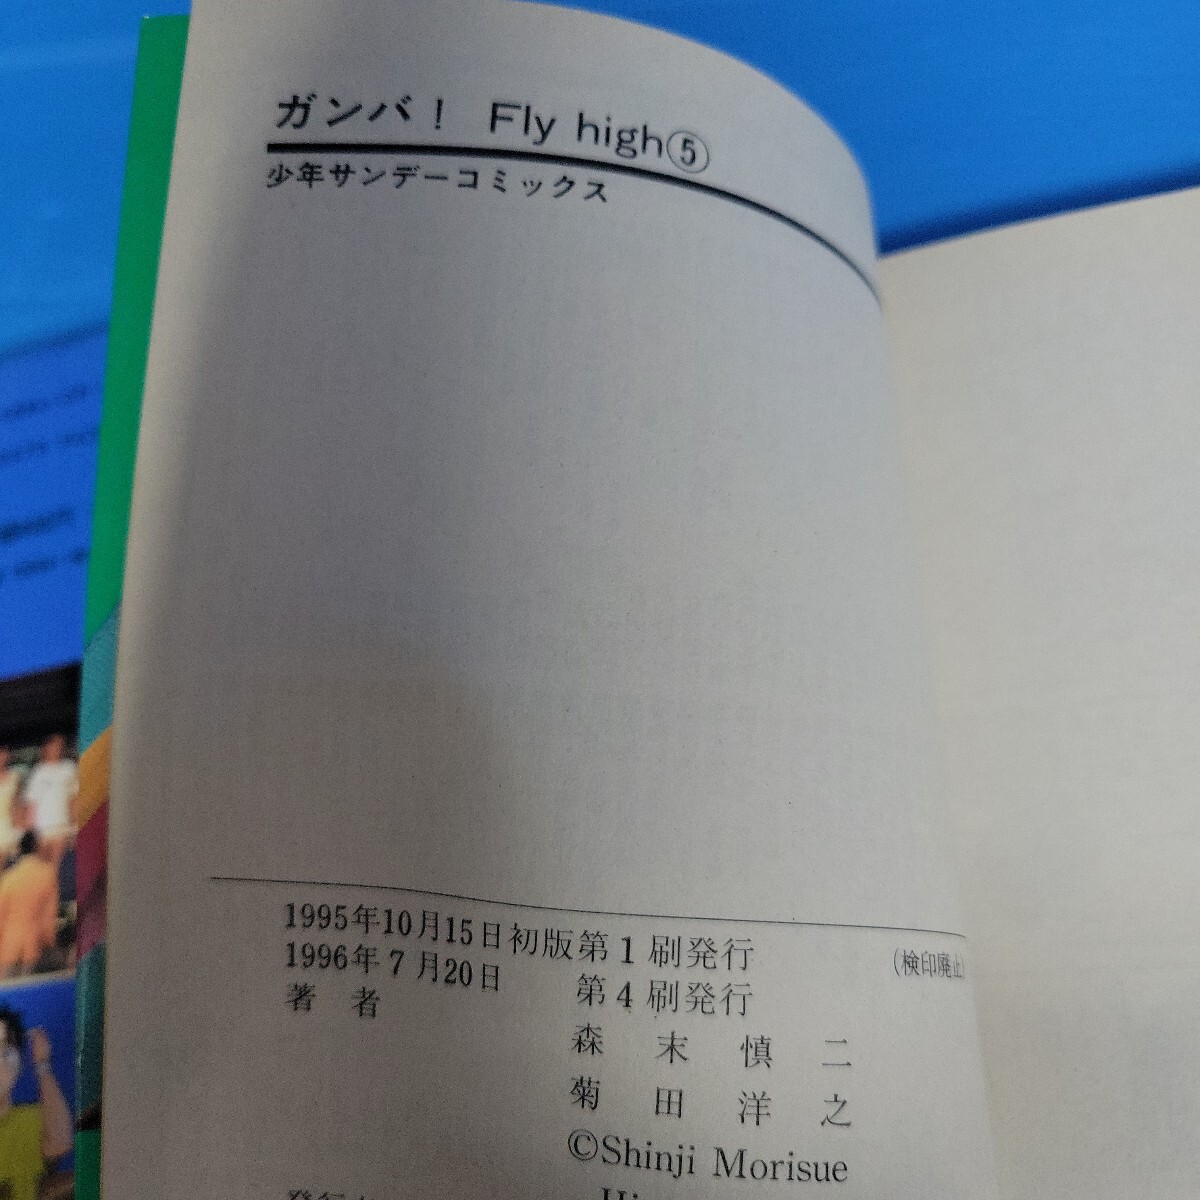 ガンバ! Fly high⑤
少年サンデーコミックス
1995年10月15日初版第1刷発行 (検印廃止)
1996年7月20日 第4刷発行
著者 森末慎二
菊田洋之
©Shinji Morisue